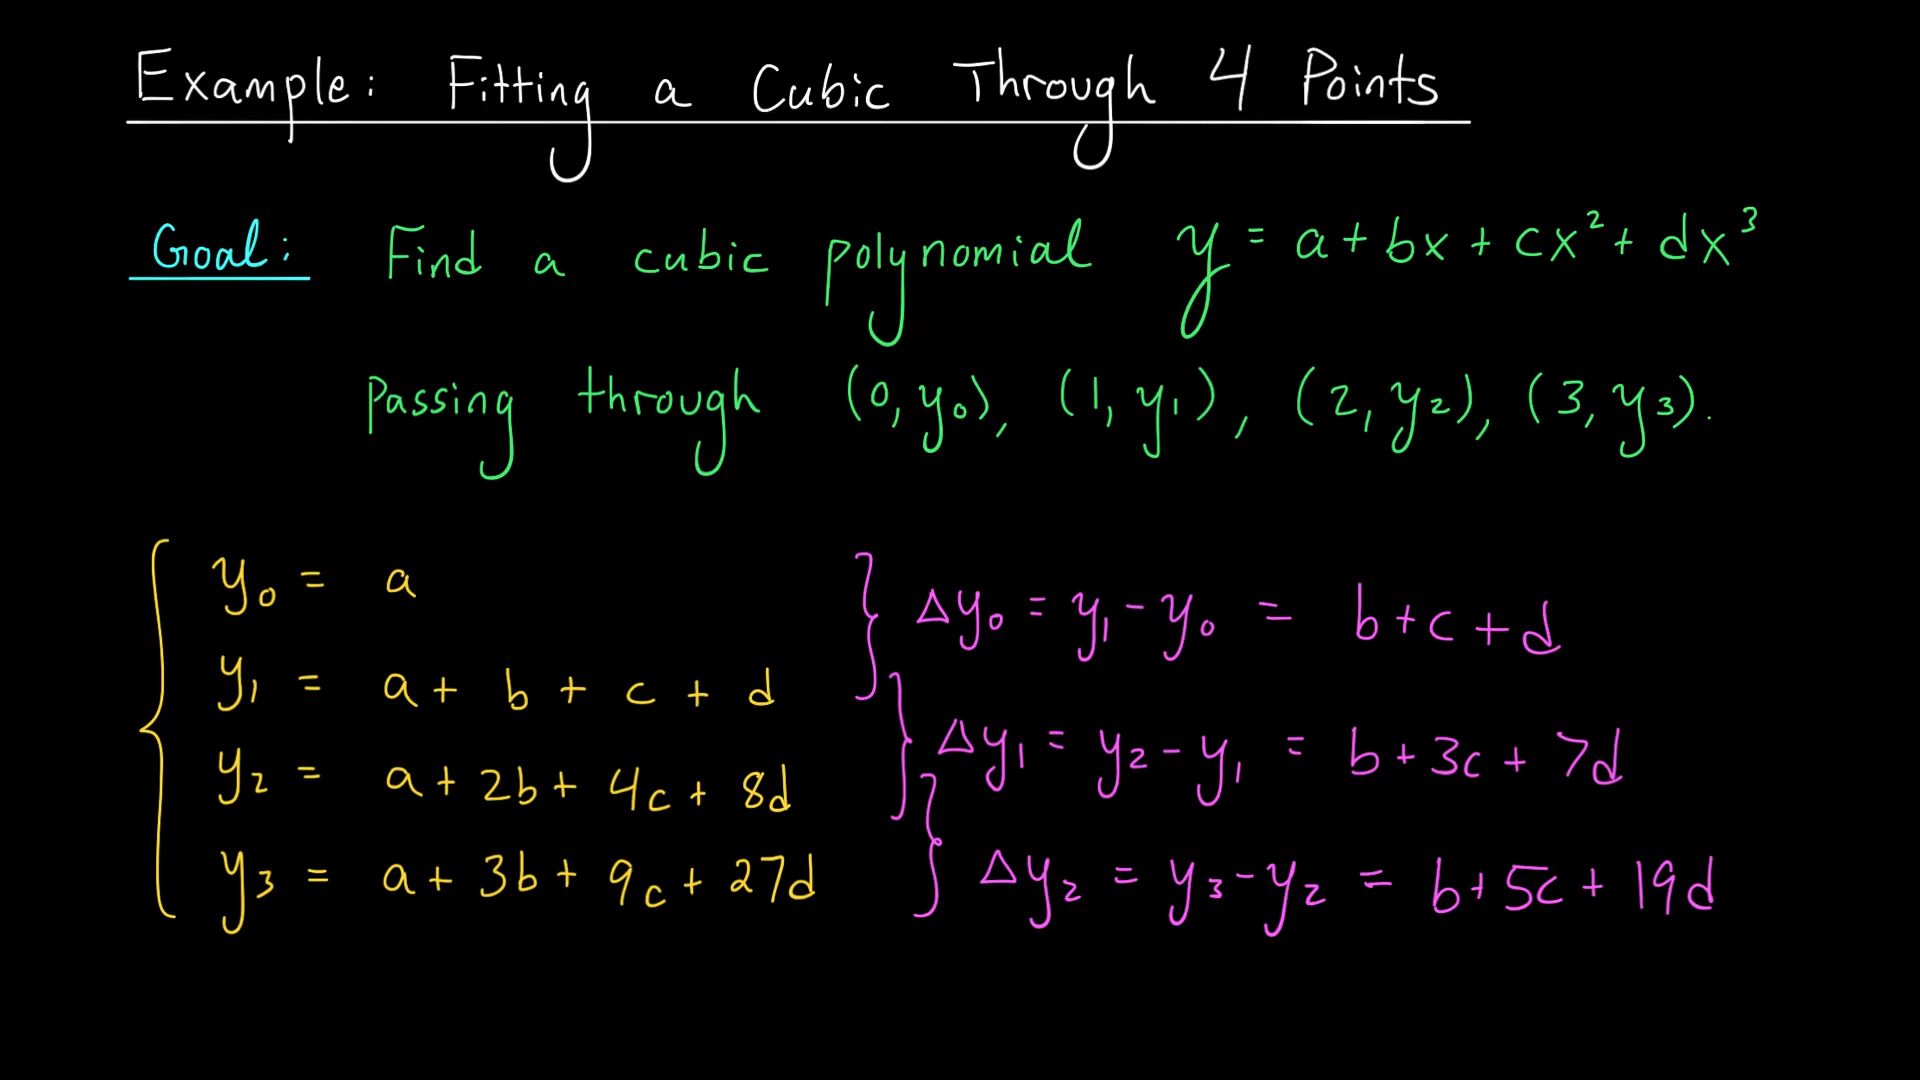 Example: Fitting a Cubic Through 4 Points
Goal: Find a cubic polynomial y = a + bx + cx² + dx³
passing through (0, y₀), (1, y₁), (2, y₂), (3, y₃).
y₀ = a
y₁ = a + b + c + d
y₂ = a + 2b + 4c + 8d
y₃ = a + 3b + 9c + 27d
Δy₀ = y₁ - y₀ = b + c + d
Δy₁ = y₂ - y₁ = b + 3c + 7d
Δy₂ = y₃ - y₂ = b + 5c + 19d